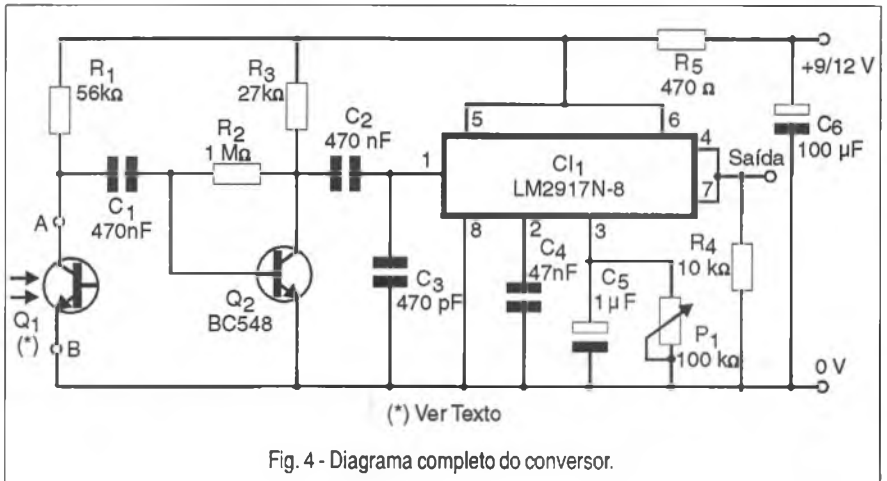 R1
56kΩ
R3
27kΩ
R2
1 MΩ
C2
470 nF
R5
470 Ω
+9/12 V
C6
100 µF
5
6
4
7
1
CI1
LM2917N-8
Saída
8
2
3
C1
470nF
A
B
Q1
(*)
Q2
BC548
C3
470 pF
C4
47nF
C5
1µF
P1
100 kΩ
R4
10 kΩ
0 V
(*) Ver Texto
Fig. 4 - Diagrama completo do conversor.